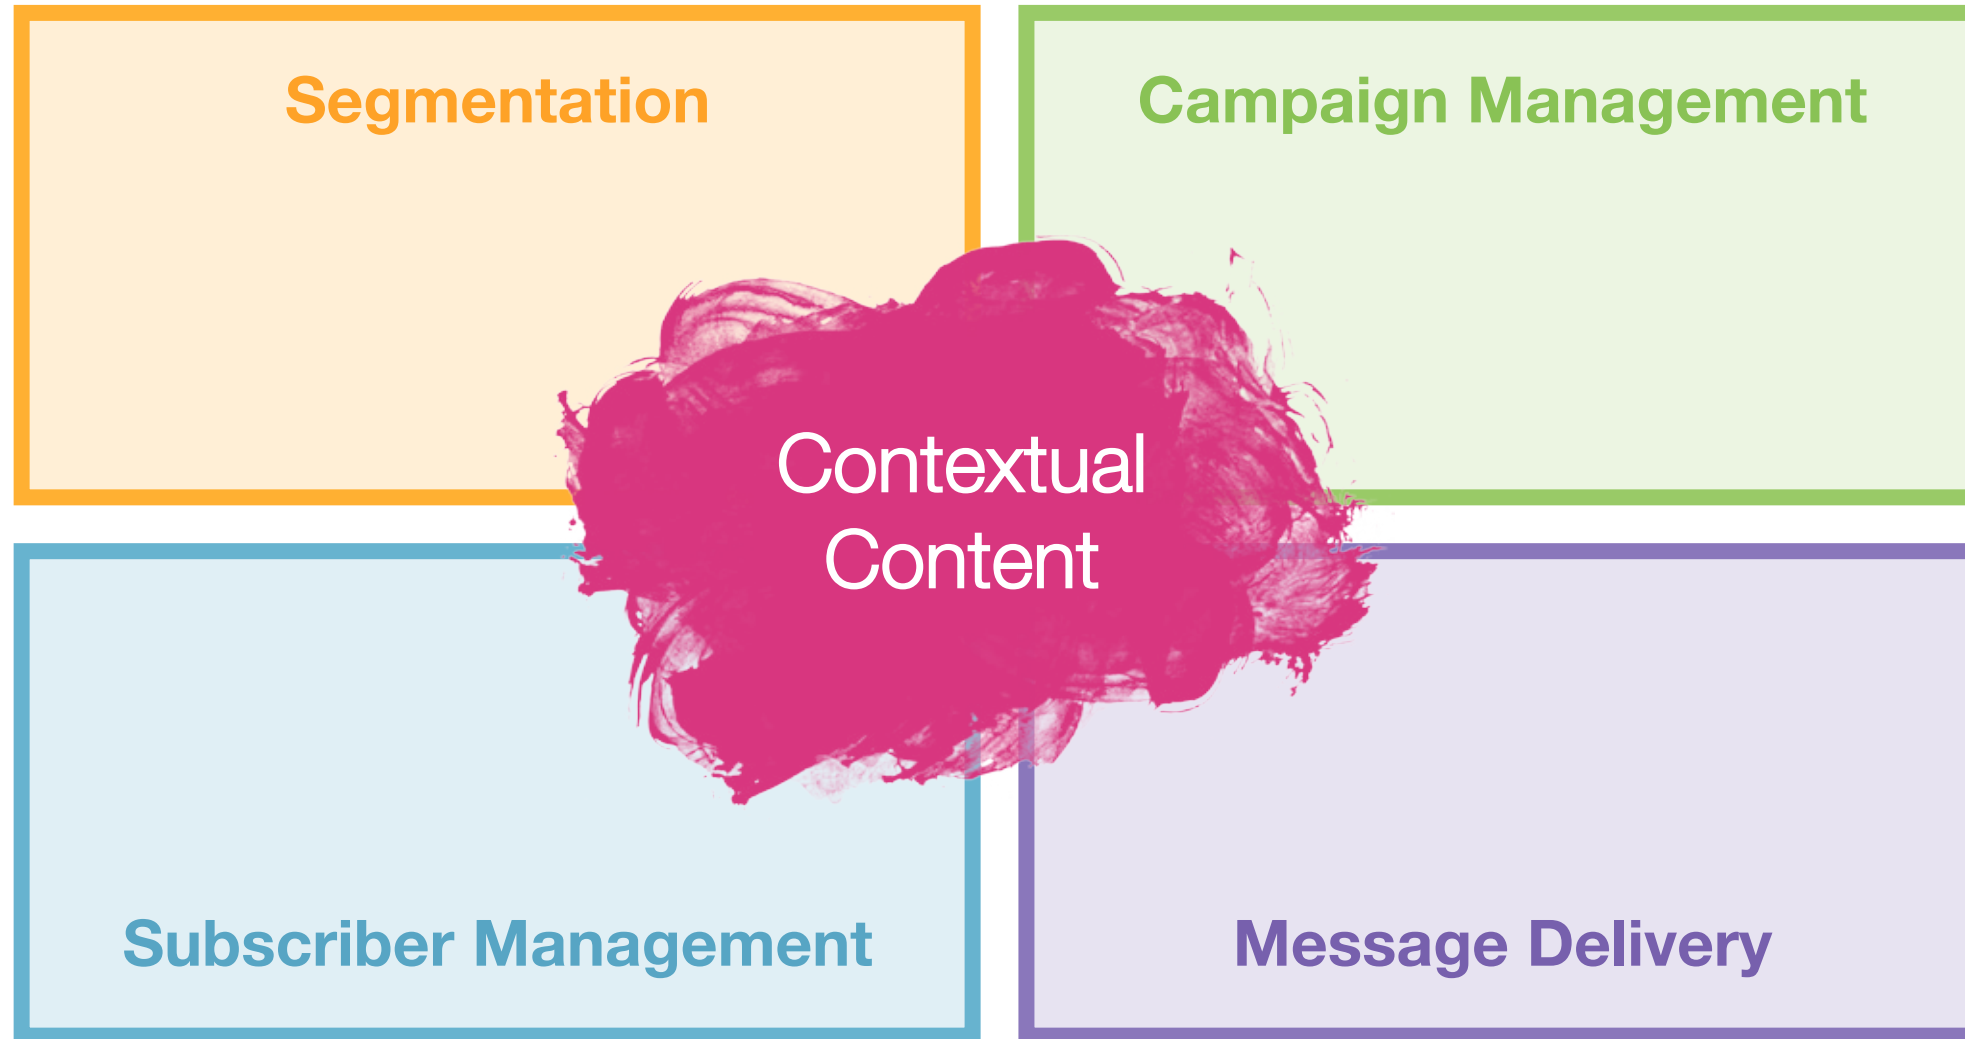 Segmentation
Campaign Management
Contextual
Content
Subscriber Management
Message Delivery